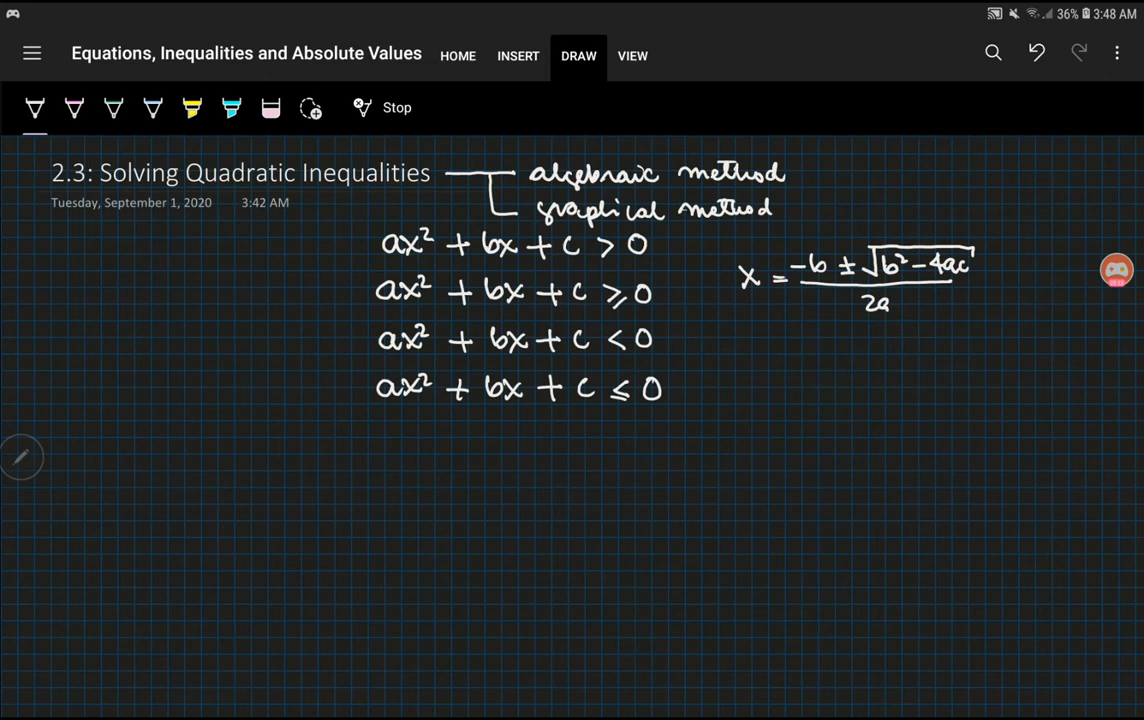 36% 3:48 AM
Equations, Inequalities and Absolute Values HOME INSERT DRAW VIEW
Stop
2.3: Solving Quadratic Inequalities algebraic method
Tuesday, September 1, 2020 3:42 AM graphical method
ax² + bx + c > 0
x = -b ± √b² - 4ac / 2a
ax² + bx + c ≥ 0
ax² + bx + c < 0
ax² + bx + c ≤ 0